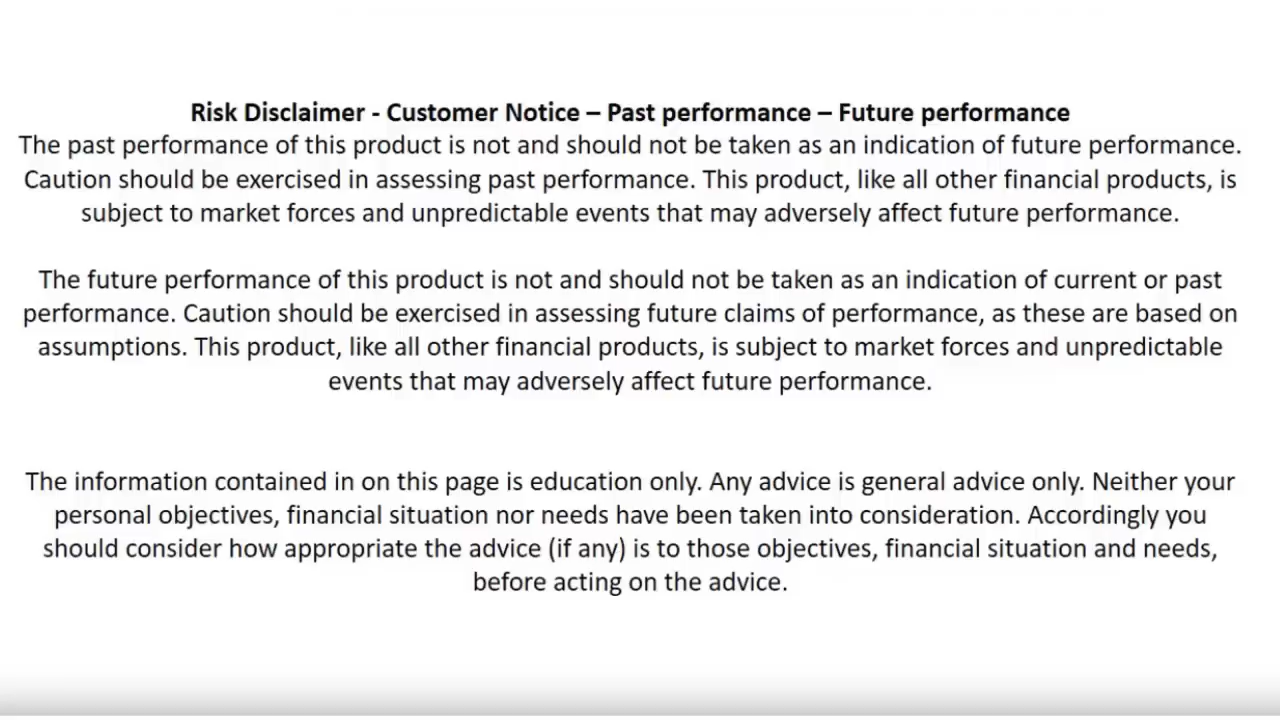 Risk Disclaimer - Customer Notice – Past performance – Future performance
The past performance of this product is not and should not be taken as an indication of future performance.
Caution should be exercised in assessing past performance. This product, like all other financial products, is
subject to market forces and unpredictable events that may adversely affect future performance.
The future performance of this product is not and should not be taken as an indication of current or past
performance. Caution should be exercised in assessing future claims of performance, as these are based on
assumptions. This product, like all other financial products, is subject to market forces and unpredictable
events that may adversely affect future performance.
The information contained in on this page is education only. Any advice is general advice only. Neither your
personal objectives, financial situation nor needs have been taken into consideration. Accordingly you
should consider how appropriate the advice (if any) is to those objectives, financial situation and needs,
before acting on the advice.